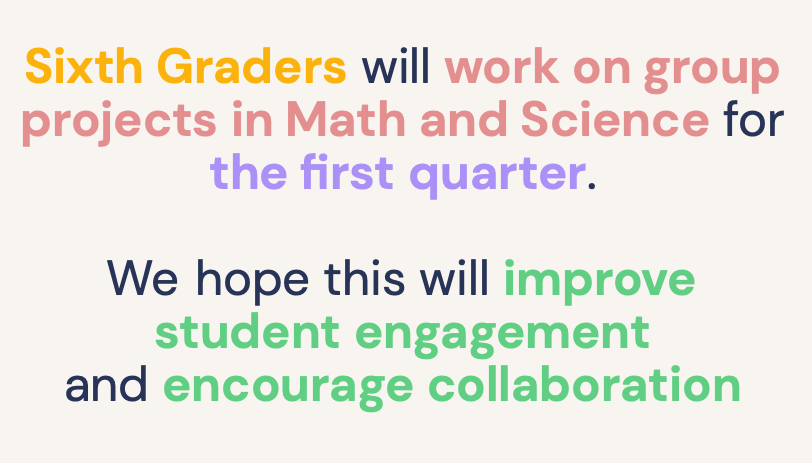 Sixth Graders will work on group
projects in Math and Science for
the first quarter.
We hope this will improve
student engagement
and encourage collaboration